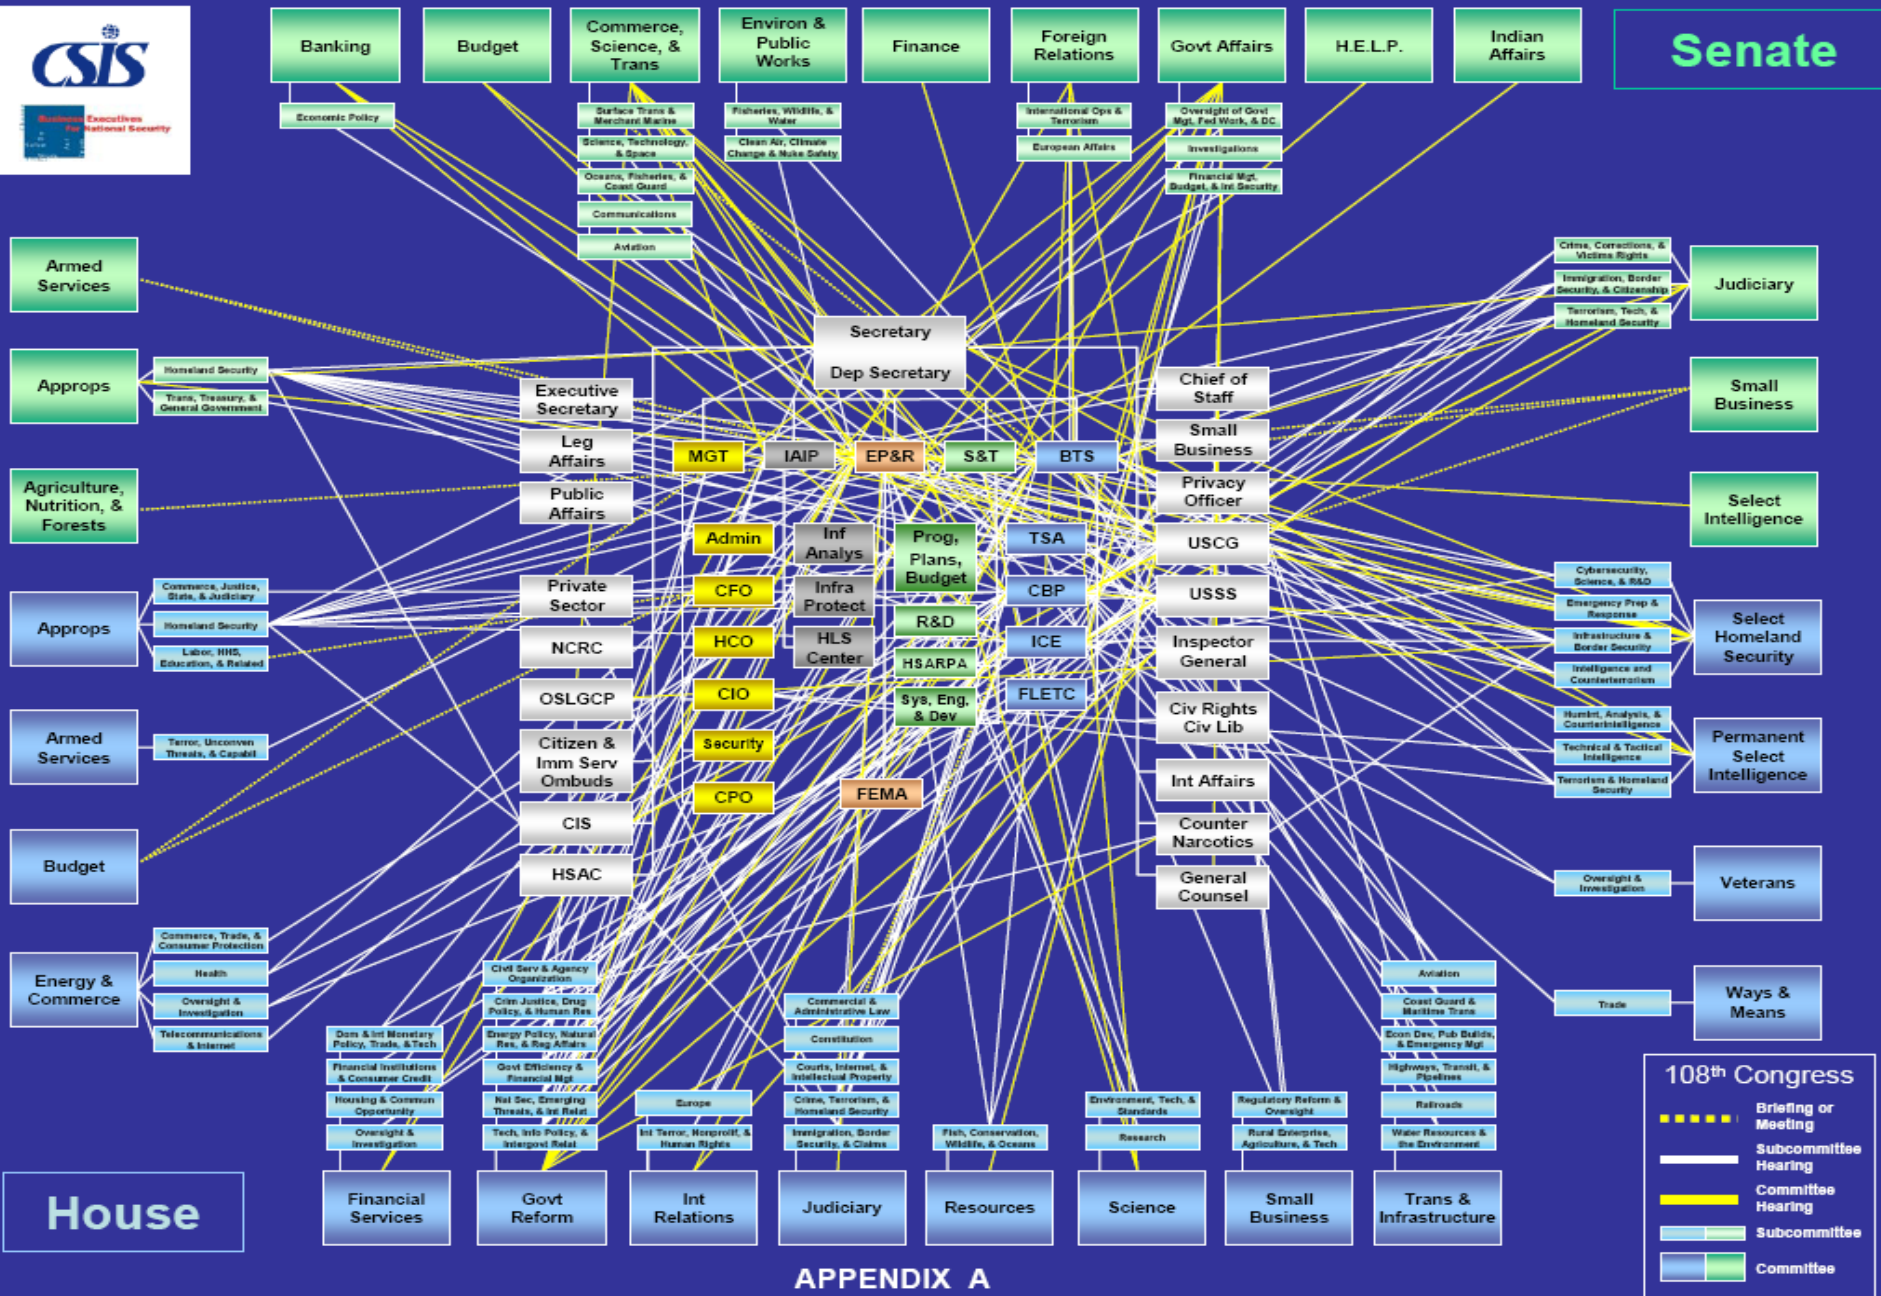 CSIS
Business Executives
for National Security
Banking
Budget
Commerce,
Science, &
Trans
Environ &
Public
Works
Finance
Foreign
Relations
Govt Affairs
H.E.L.P.
Indian
Affairs
Senate
Economic Policy
Surface Trans &
Merchant Marine
Science, Technology,
& Space
Oceans, Fisheries, &
Coast Guard
Communications
Aviation
Fisheries, Wildlife, &
Water
Clean Air, Climate
Change & Nuke Safety
International Ops &
Terrorism
European Affairs
Oversight of Govt
Mgt, Fed Work, & DC
Investigations
Financial Mgt,
Budget, & Int Security
Armed
Services
Approps
Homeland Security
Trans, Treasury, &
General Government
Agriculture,
Nutrition, &
Forests
Approps
Commerce, Justice,
State, & Judiciary
Homeland Security
Labor, HHS,
Education, & Related
Armed
Services
Terror, Unconven
Threats, & Capabil
Budget
Energy &
Commerce
Commerce, Trade, &
Consumer Protection
Health
Oversight &
Investigation
Telecommunications
& Internet
Secretary
Dep Secretary
Executive
Secretary
Leg
Affairs
Public
Affairs
Private
Sector
NCRC
OSLGCP
Citizen &
Imm Serv
Ombuds
CIS
HSAC
MGT
IAIP
EP&R
S&T
BTS
Admin
CFO
HCO
CIO
Security
CPO
Inf
Analys
Infra
Protect
HLS
Center
Prog,
Plans,
Budget
R&D
HSARPA
Sys, Eng,
& Dev
TSA
CBP
ICE
FLETC
FEMA
Chief of
Staff
Small
Business
Privacy
Officer
USCG
USSS
Inspector
General
Civ Rights
Civ Lib
Int Affairs
Counter
Narcotics
General
Counsel
Crime, Corrections, &
Victims Rights
Immigration, Border
Security, & Citizenship
Terrorism, Tech, &
Homeland Security
Judiciary
Small
Business
Select
Intelligence
Cybersecurity,
Science, & R&D
Emergency Prep &
Response
Infrastructure &
Border Security
Intelligence and
Counterterrorism
Select
Homeland
Security
Humint, Analysis, &
Counterintelligence
Technical & Tactical
Intelligence
Terrorism & Homeland
Security
Permanent
Select
Intelligence
Oversight &
Investigation
Veterans
Trade
Ways &
Means
Dom & Int Monetary
Policy, Trade, &Tech
Financial Institutions
& Consumer Credit
Housing & Commun
Opportunity
Oversight &
Investigation
Civil Serv & Agency
Organization
Crim Justice, Drug
Policy, & Human Res
Energy Policy, Natural
Res, & Reg Affairs
Govt Efficiency &
Financial Mgt
Nat Sec, Emerging
Threats, & Int Relat
Tech, Info Policy, &
Intergovt Relat
Europe
Int Terror, Nonprolif, &
Human Rights
Commercial &
Administrative Law
Constitution
Courts, Internet, &
Intellectual Property
Crime, Terrorism, &
Homeland Security
Immigration, Border
Security, & Claims
Fish, Conservation,
Wildlife, & Oceans
Environment, Tech, &
Standards
Research
Regulatory Reform &
Oversight
Rural Enterprise,
Agriculture, & Tech
Aviation
Coast Guard &
Maritime Trans
Econ Dev, Pub Builds,
& Emergency Mgt
Highways, Transit, &
Pipelines
Railroads
Water Resources &
the Environment
House
Financial
Services
Govt
Reform
Int
Relations
Judiciary
Resources
Science
Small
Business
Trans &
Infrastructure
108th Congress
Briefing or
Meeting
Subcommittee
Hearing
Committee
Hearing
Subcommittee
Committee
APPENDIX A